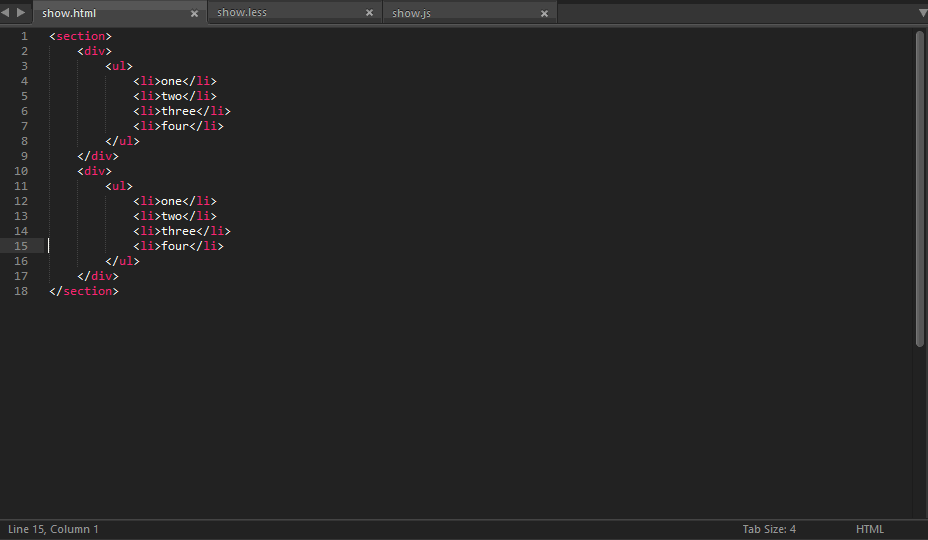 show.html × show.less × show.js ×
1 <section>
2     <div>
3         <ul>
4             <li>one</li>
5             <li>two</li>
6             <li>three</li>
7             <li>four</li>
8         </ul>
9     </div>
10     <div>
11         <ul>
12             <li>one</li>
13             <li>two</li>
14             <li>three</li>
15             <li>four</li>
16         </ul>
17     </div>
18 </section>
Line 15, Column 1 Tab Size: 4 HTML